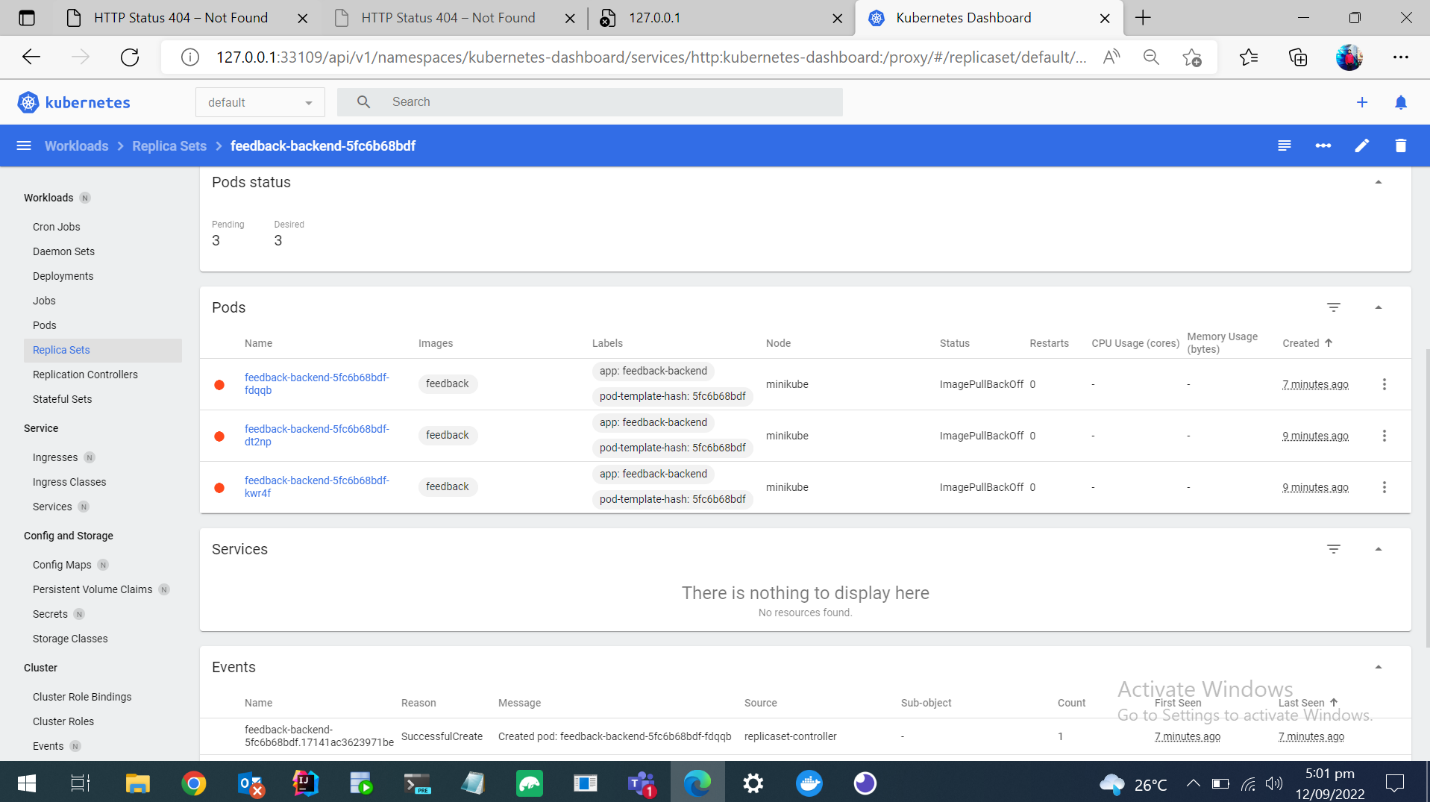 HTTP Status 404 – Not Found
HTTP Status 404 – Not Found
127.0.0.1
Kubernetes Dashboard
127.0.0.1:33109/api/v1/namespaces/kubernetes-dashboard/services/http:kubernetes-dashboard:/proxy/#/replicaset/default/...
kubernetes
default
Search
Workloads > Replica Sets > feedback-backend-5fc6b68bdf
Workloads N
Cron Jobs
Daemon Sets
Deployments
Jobs
Pods
Replica Sets
Replication Controllers
Stateful Sets
Service
Ingresses N
Ingress Classes
Services N
Config and Storage
Config Maps N
Persistent Volume Claims N
Secrets N
Storage Classes
Cluster
Cluster Role Bindings
Cluster Roles
Events N
Pods status
Pending Desired
3 3
Pods
Name Images Labels Node Status Restarts CPU Usage (cores) Memory Usage (bytes) Created
feedback-backend-5fc6b68bdf-
fdqqb
feedback
app: feedback-backend
pod-template-hash: 5fc6b68bdf
minikube
ImagePullBackOff 0 - - 7 minutes ago
feedback-backend-5fc6b68bdf-
dt2np
feedback
app: feedback-backend
pod-template-hash: 5fc6b68bdf
minikube
ImagePullBackOff 0 - - 9 minutes ago
feedback-backend-5fc6b68bdf-
kwr4f
feedback
app: feedback-backend
pod-template-hash: 5fc6b68bdf
minikube
ImagePullBackOff 0 - - 9 minutes ago
Services
There is nothing to display here
No resources found.
Events
Name Reason Message Source Sub-object Count First Seen Last Seen
feedback-backend-
5fc6b68bdf.17141ac3623971be
SuccessfulCreate Created pod: feedback-backend-5fc6b68bdf-fdqqb replicaset-controller - 1 7 minutes ago 7 minutes ago
Activate Windows
Go to Settings to activate Windows.
PRE
1
26°C
5:01 pm
12/09/2022